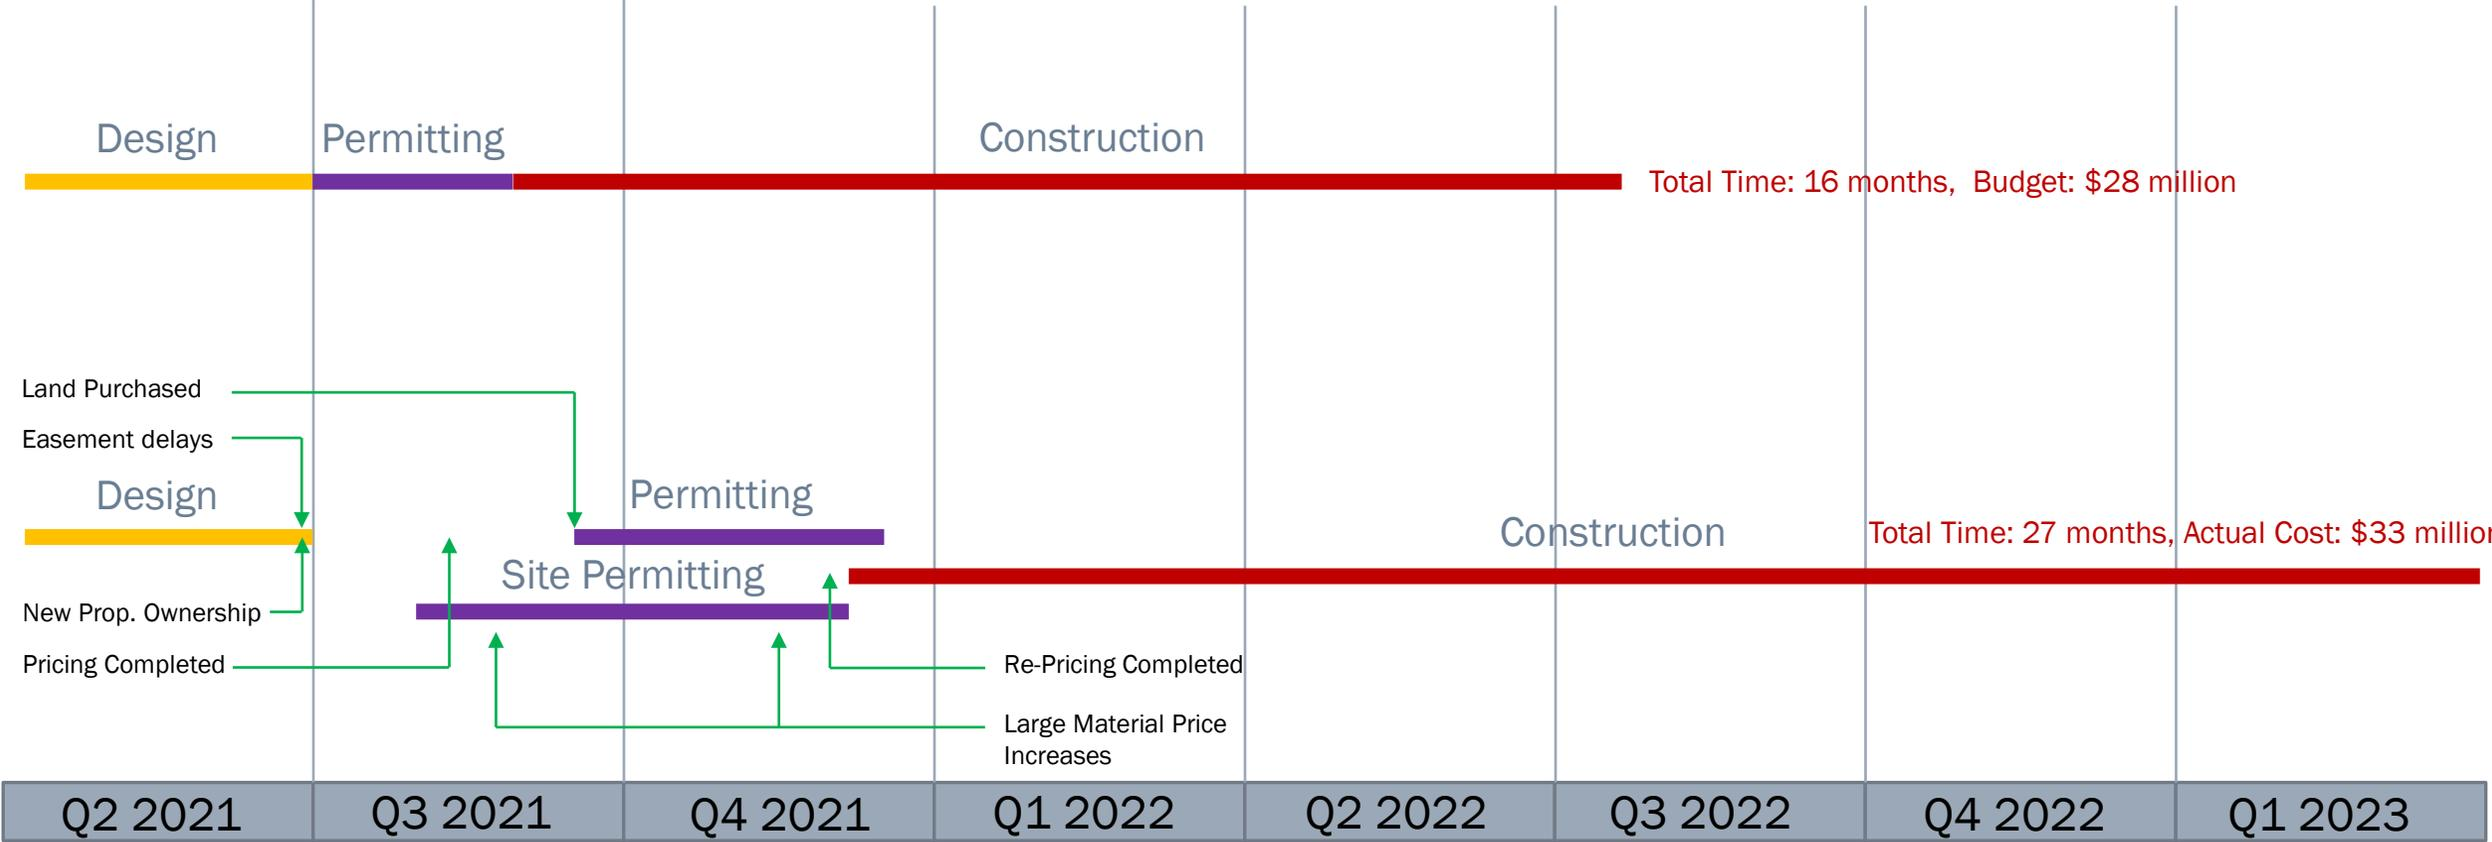 Design
Permitting
Construction
Total Time: 16 months, Budget: $28 million
Land Purchased
Easement delays
Design
Permitting
Construction
Total Time: 27 months, Actual Cost: $33 million
Site Permitting
New Prop. Ownership
Pricing Completed
Re-Pricing Completed
Large Material Price
Increases
Q2 2021
Q3 2021
Q4 2021
Q1 2022
Q2 2022
Q3 2022
Q4 2022
Q1 2023